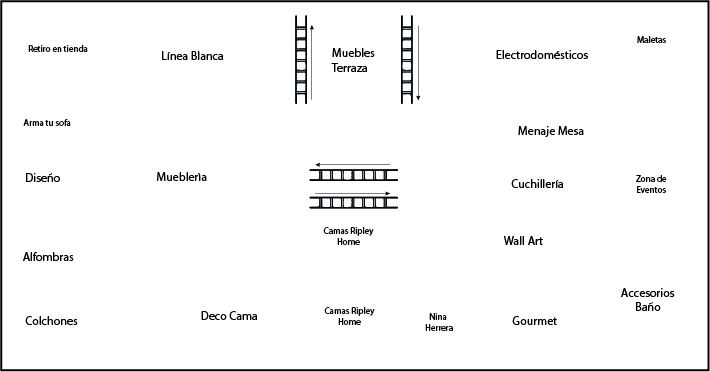 Retiro en tienda
Línea Blanca
Muebles
Terraza
Electrodomésticos
Maletas
Arma tu sofa
Menaje Mesa
Diseño
Mueblerìa
Cuchillería
Zona de
Eventos
Camas Ripley
Home
Wall Art
Alfombras
Accesorios
Baño
Colchones
Deco Cama
Camas Ripley
Home
Nina
Herrera
Gourmet